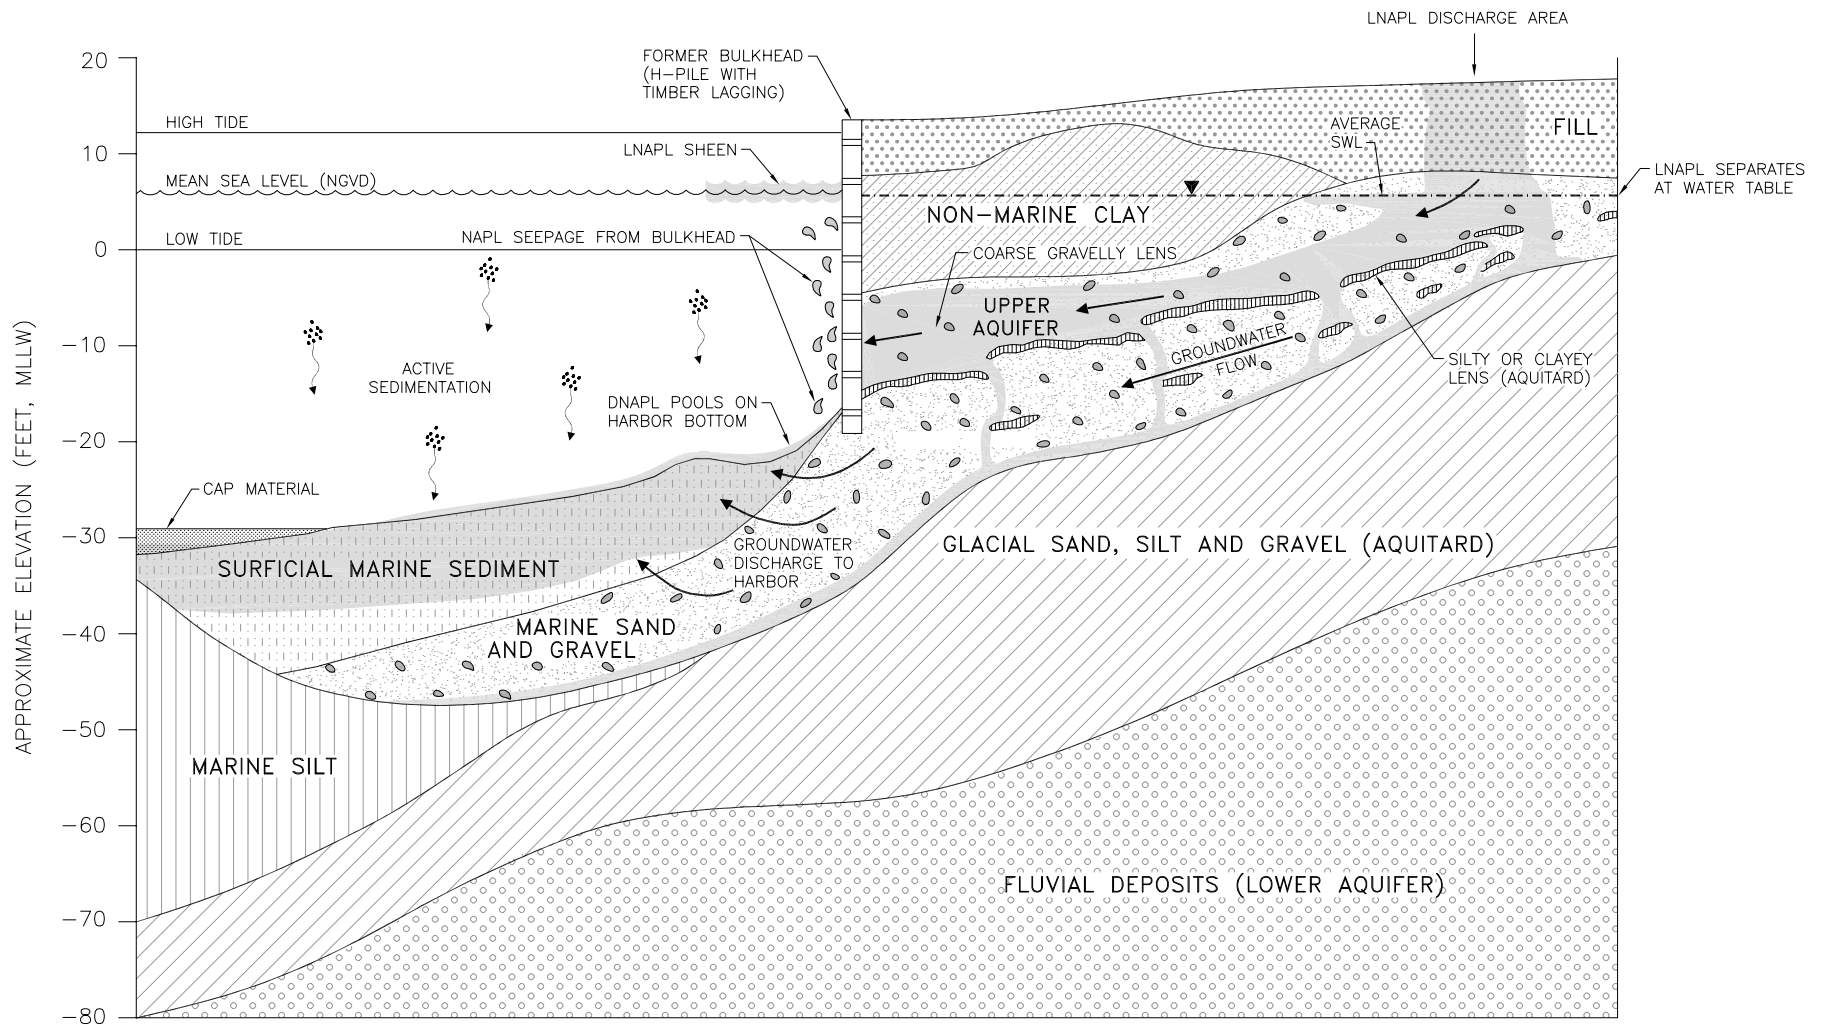 LNAPL DISCHARGE AREA
20
FORMER BULKHEAD
(H-PILE WITH
TIMBER LAGGING)
HIGH TIDE
AVERAGE
SWL
FILL
10
LNAPL SHEEN
LNAPL SEPARATES
AT WATER TABLE
MEAN SEA LEVEL (NGVD)
NON-MARINE CLAY
LOW TIDE
NAPL SEEPAGE FROM BULKHEAD
0
COARSE GRAVELLY LENS
UPPER
AQUIFER
-10
GROUNDWATER
FLOW
SILTY OR CLAYEY
LENS (AQUITARD)
ACTIVE
SEDIMENTATION
DNAPL POOLS ON
HARBOR BOTTOM
-20
CAP MATERIAL
-30
GROUNDWATER
DISCHARGE TO
HARBOR
GLACIAL SAND, SILT AND GRAVEL (AQUITARD)
SURFICIAL MARINE SEDIMENT
-40
MARINE SAND
AND GRAVEL
-50
MARINE SILT
-60
FLUVIAL DEPOSITS (LOWER AQUIFER)
-70
-80
APPROXIMATE ELEVATION (FEET, MLLW)